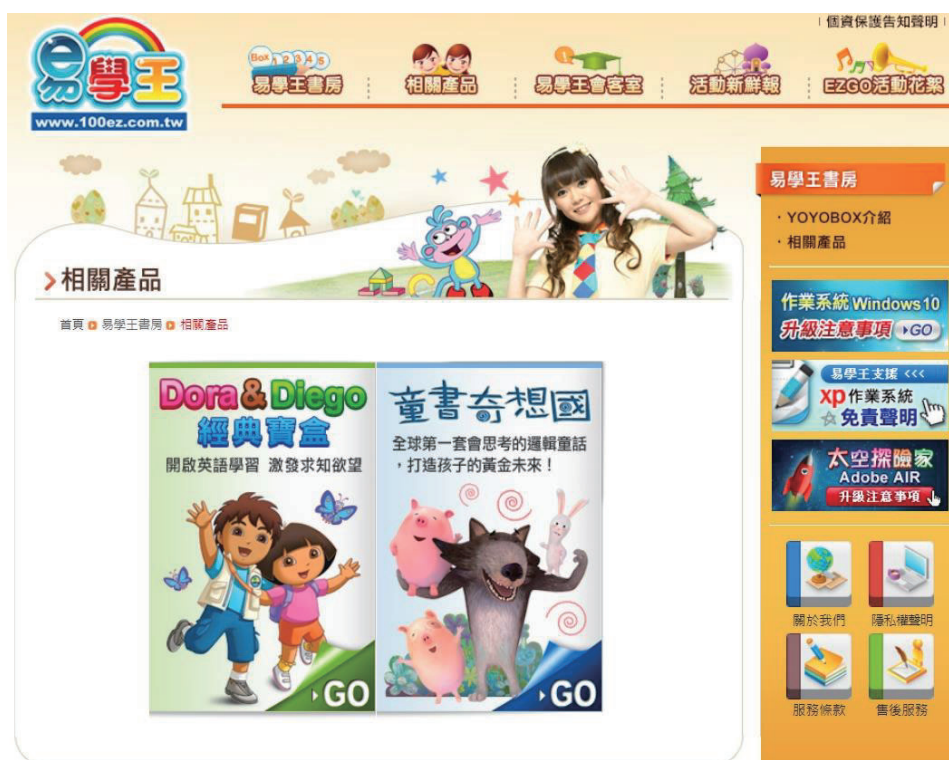 | 個資保護告知聲明 |
易學王
www.100ez.com.tw
Box 1 2 3 4 5
易學王書房
相關產品
易學王會客室
活動新鮮報
EZGO活動花絮
相關產品
首頁 易學王書房 相關產品
Dora & Diego
經典寶盒
開啟英語學習 激發求知欲望
GO
童書奇想國
全球第一套會思考的邏輯童話
，打造孩子的黃金未來！
GO
易學王書房
· YOYOBOX介紹
· 相關產品
作業系統 Windows10
升級注意事項 GO
易學王支援 <<<
XP作業系統
☆免責聲明
太空探險家
Adobe AIR
升級注意事項
關於我們
隱私權聲明
服務條款
售後服務